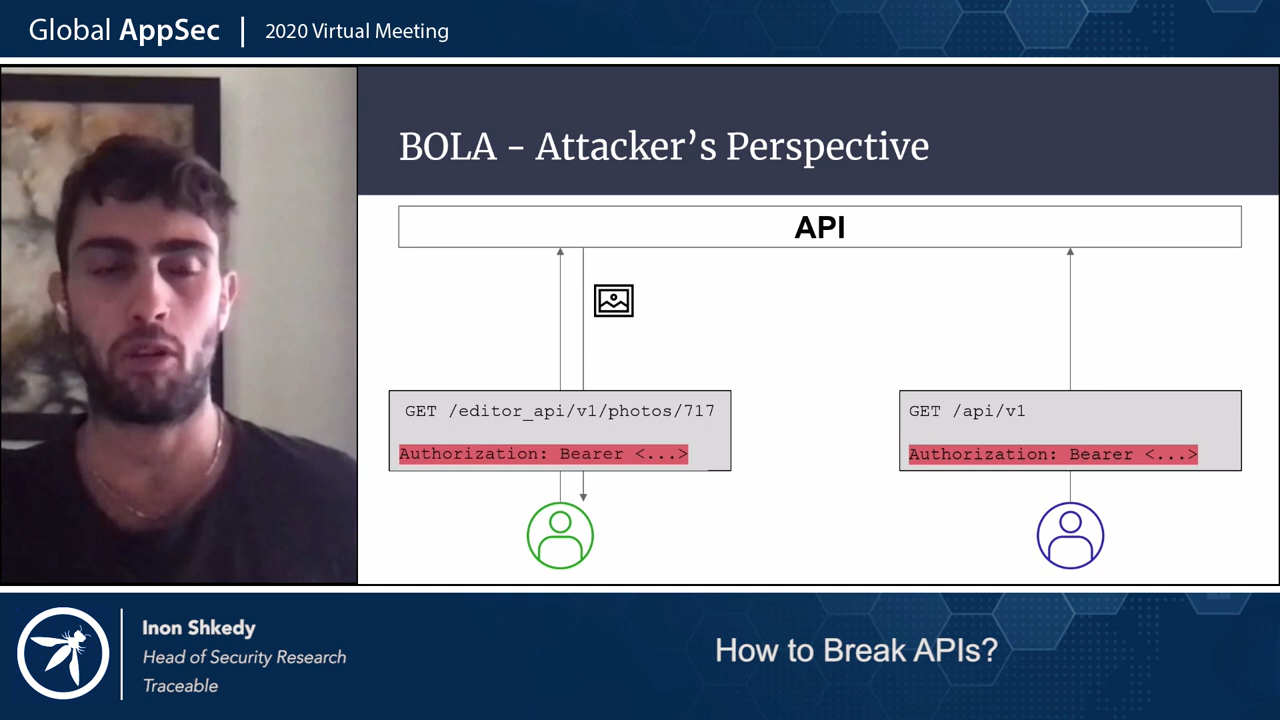 Global AppSec | 2020 Virtual Meeting
BOLA - Attacker's Perspective
API
GET /editor_api/v1/photos/717
Authorization: Bearer <...>
GET /api/v1
Authorization: Bearer <...>
Inon Shkedy
Head of Security Research
Traceable
How to Break APIs?